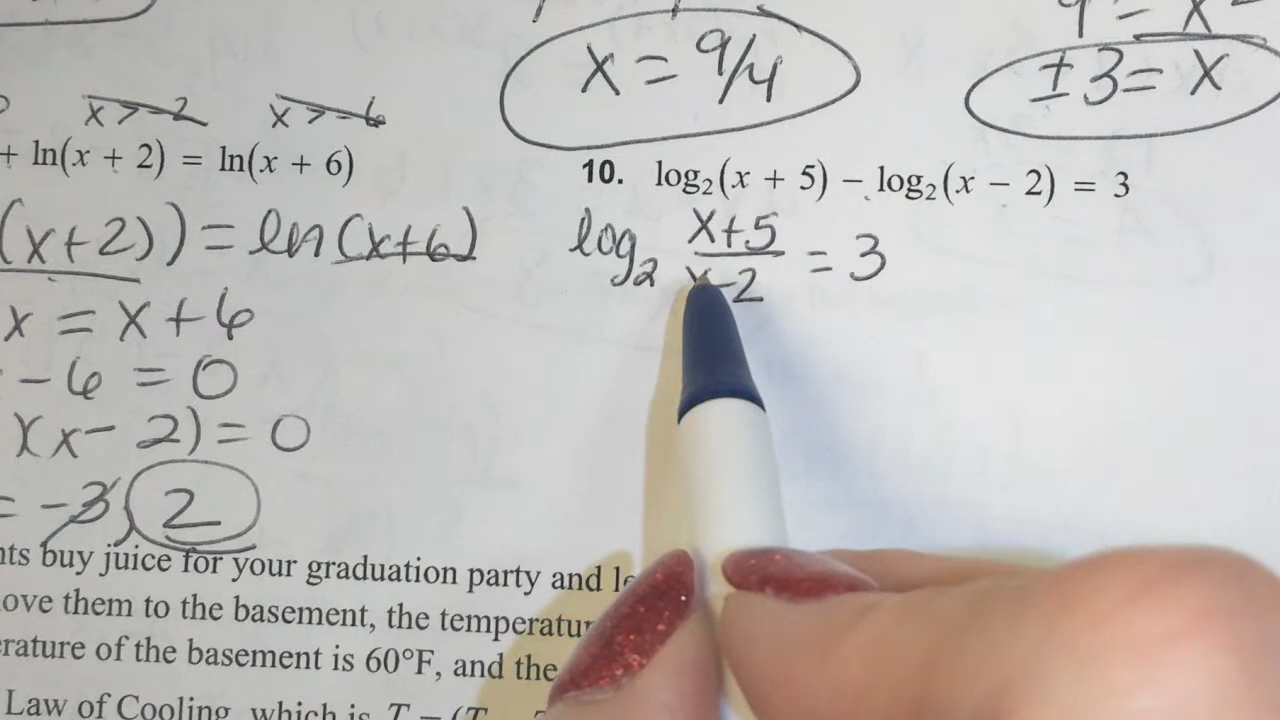 x = 9/4
±3 = x
x > -2 x > -6
+ ln(x + 2) = ln(x + 6)
(x+2)) = ln(x+6)
x = x + 6
- 6 = 0
)(x - 2) = 0
= -3, 2
10. log₂(x + 5) − log₂(x − 2) = 3
log₂ x+5
x-2 = 3
nts buy juice for your graduation party and le
ove them to the basement, the temperatur
rature of the basement is 60°F, and the
Law of Cooling, which is